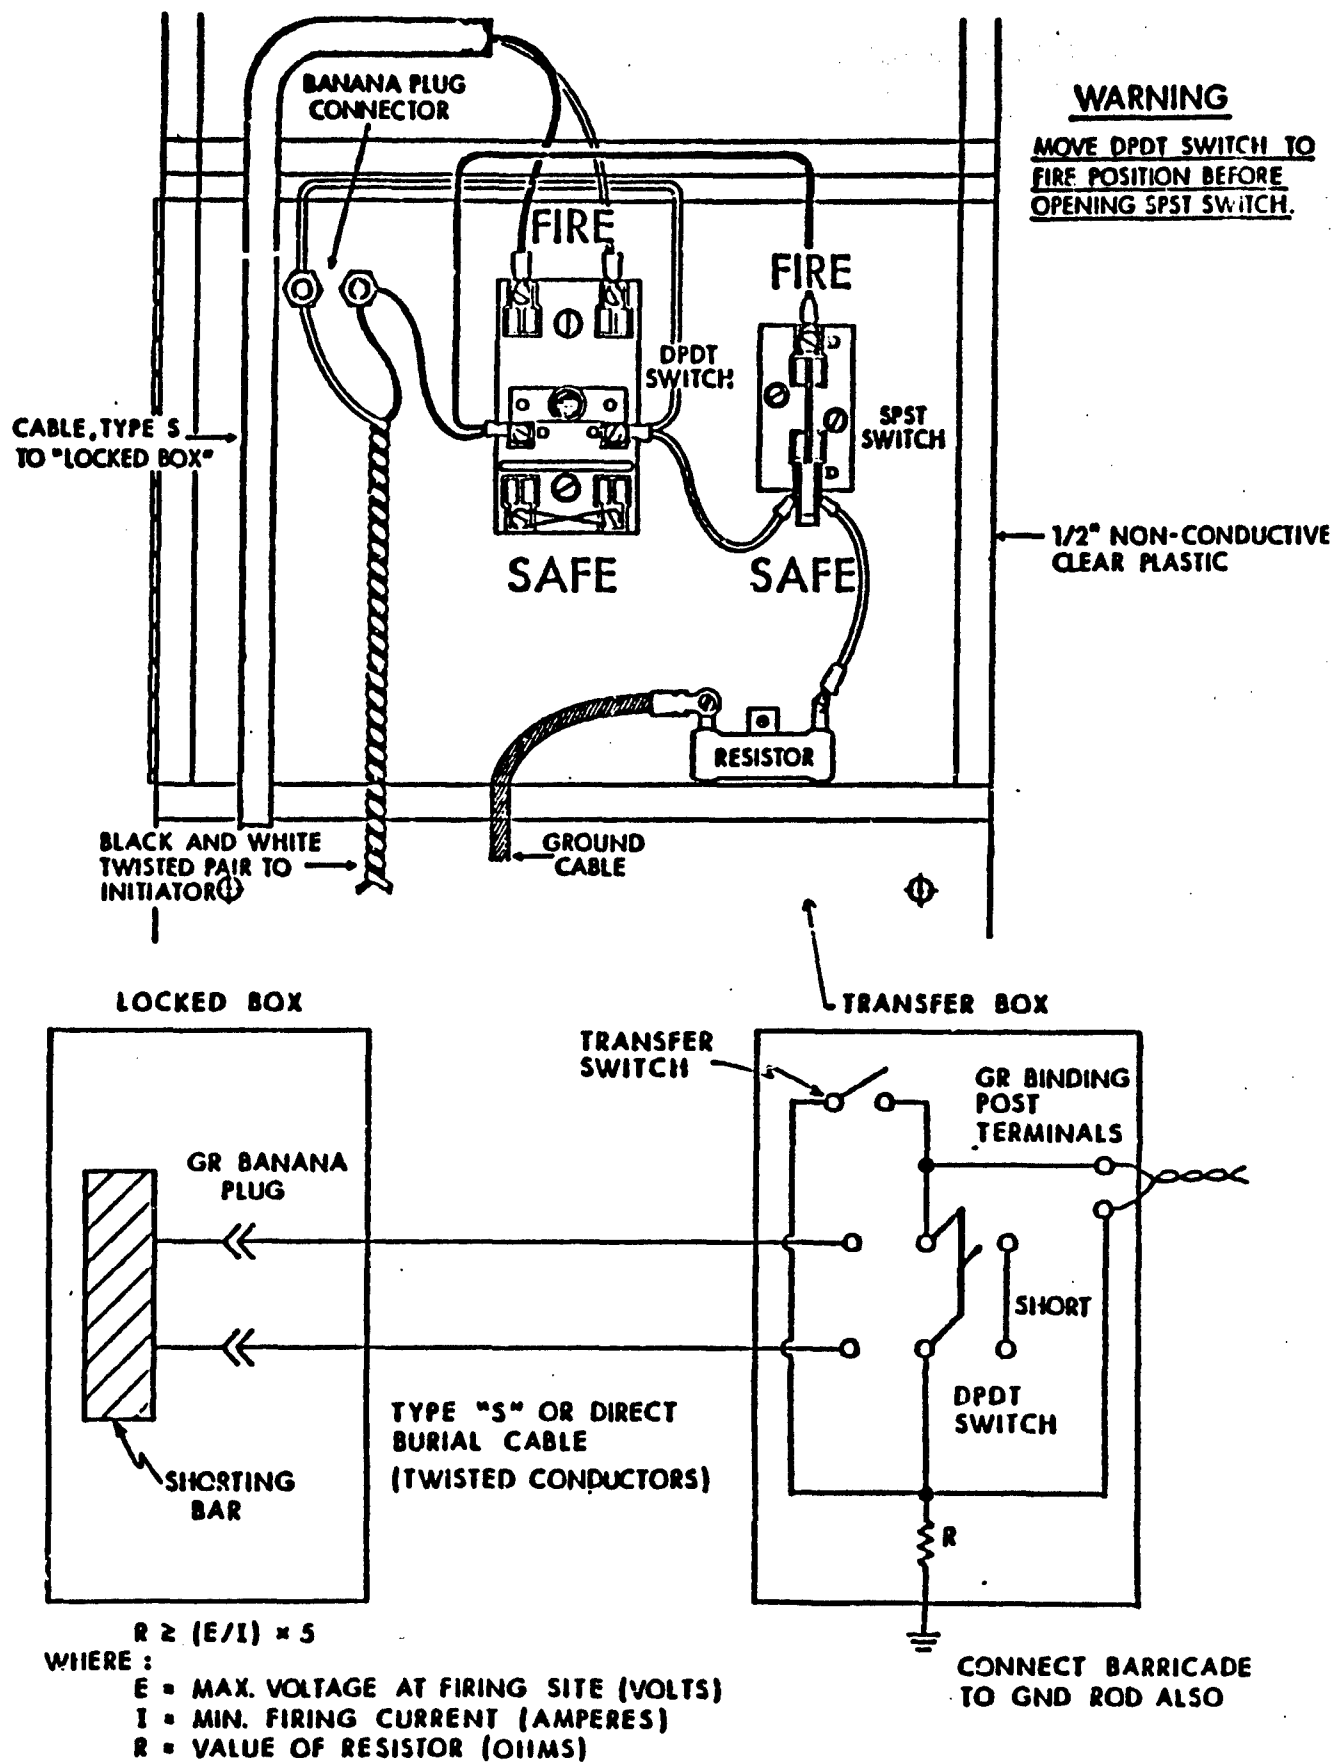 BANANA PLUG
CONNECTOR
WARNING
MOVE DPDT SWITCH TO
FIRE POSITION BEFORE
OPENING SPST SWITCH.
FIRE
FIRE
DPDT
SWITCH
SPST
SWITCH
CABLE, TYPE S
TO "LOCKED BOX"
1/2" NON-CONDUCTIVE
CLEAR PLASTIC
SAFE
SAFE
RESISTOR
BLACK AND WHITE
TWISTED PAIR TO
INITIATOR
GROUND
CABLE
LOCKED BOX
TRANSFER BOX
TRANSFER
SWITCH
GR BINDING
POST
TERMINALS
GR BANANA
PLUG
SHORT
DPDT
SWITCH
TYPE "S" OR DIRECT
BURIAL CABLE
(TWISTED CONDUCTORS)
SHORTING
BAR
R
R ≥ (E/I) × 5
WHERE :
E = MAX. VOLTAGE AT FIRING SITE (VOLTS)
I = MIN. FIRING CURRENT (AMPERES)
R = VALUE OF RESISTOR (OHMS)
CONNECT BARRICADE
TO GND ROD ALSO